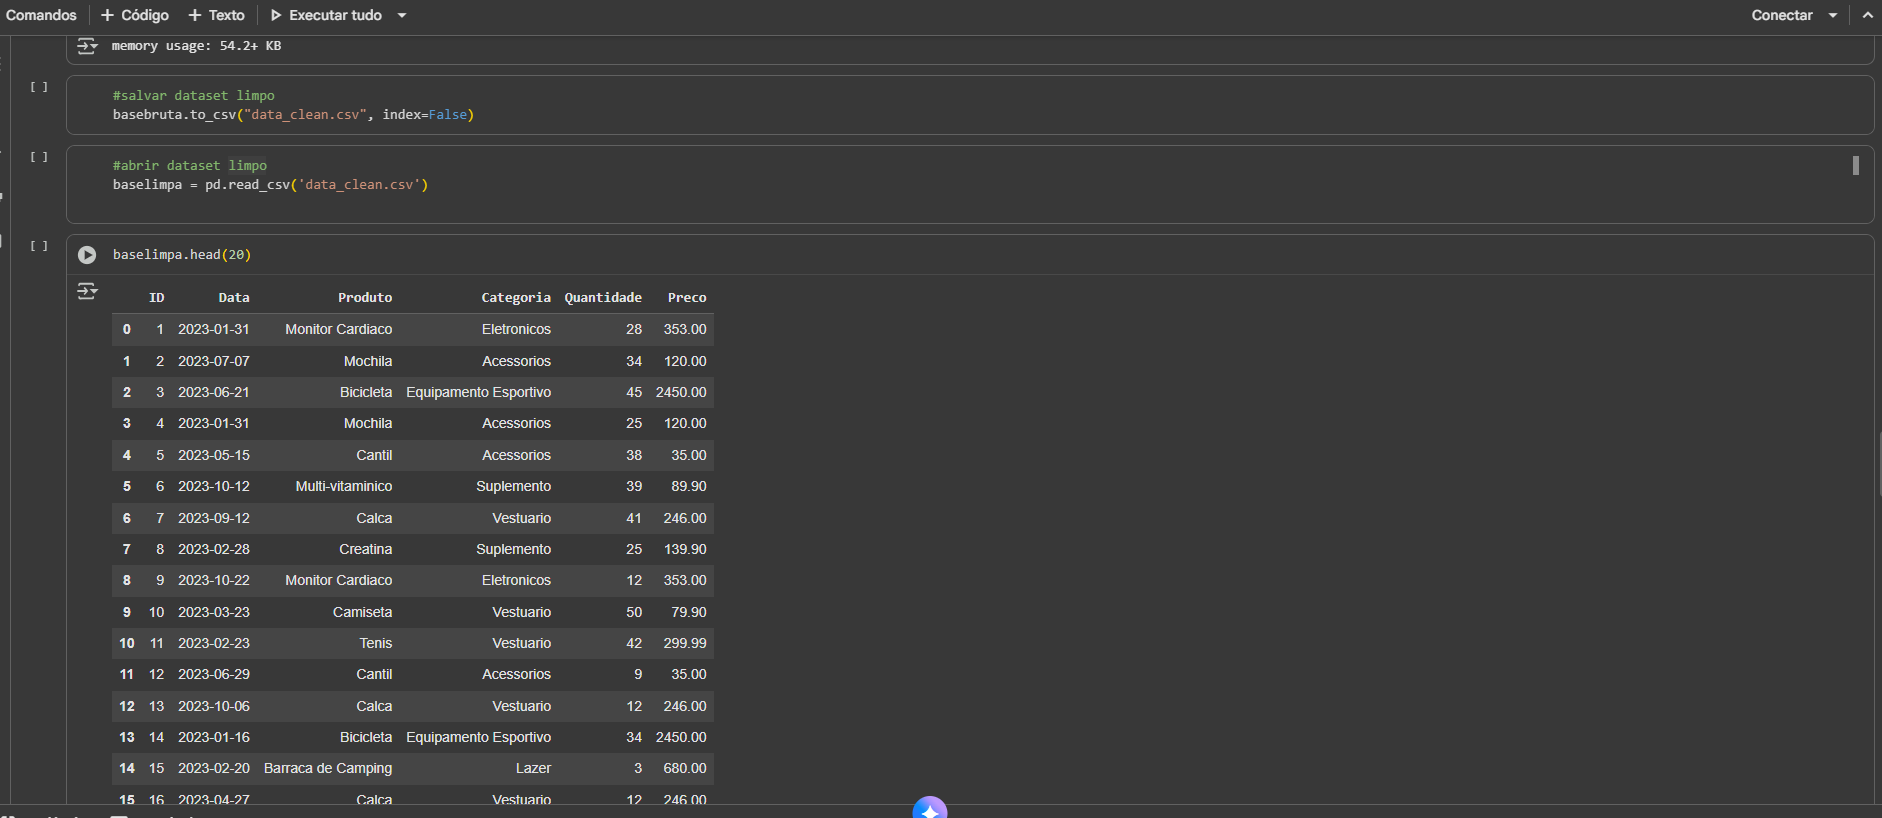 Comandos + Código + Texto Executar tudo Conectar
memory usage: 54.2+ KB
[ ]
#salvar dataset limpo
basebruta.to_csv("data_clean.csv", index=False)
[ ]
#abrir dataset limpo
baselimpa = pd.read_csv('data_clean.csv')
[ ]
baselimpa.head(20)
ID Data Produto Categoria Quantidade Preco
0 1 2023-01-31 Monitor Cardiaco Eletronicos 28 353.00
1 2 2023-07-07 Mochila Acessorios 34 120.00
2 3 2023-06-21 Bicicleta Equipamento Esportivo 45 2450.00
3 4 2023-01-31 Mochila Acessorios 25 120.00
4 5 2023-05-15 Cantil Acessorios 38 35.00
5 6 2023-10-12 Multi-vitaminico Suplemento 39 89.90
6 7 2023-09-12 Calca Vestuario 41 246.00
7 8 2023-02-28 Creatina Suplemento 25 139.90
8 9 2023-10-22 Monitor Cardiaco Eletronicos 12 353.00
9 10 2023-03-23 Camiseta Vestuario 50 79.90
10 11 2023-02-23 Tenis Vestuario 42 299.99
11 12 2023-06-29 Cantil Acessorios 9 35.00
12 13 2023-10-06 Calca Vestuario 12 246.00
13 14 2023-01-16 Bicicleta Equipamento Esportivo 34 2450.00
14 15 2023-02-20 Barraca de Camping Lazer 3 680.00
15 16 2023-04-27 Calca Vestuario 12 246.00